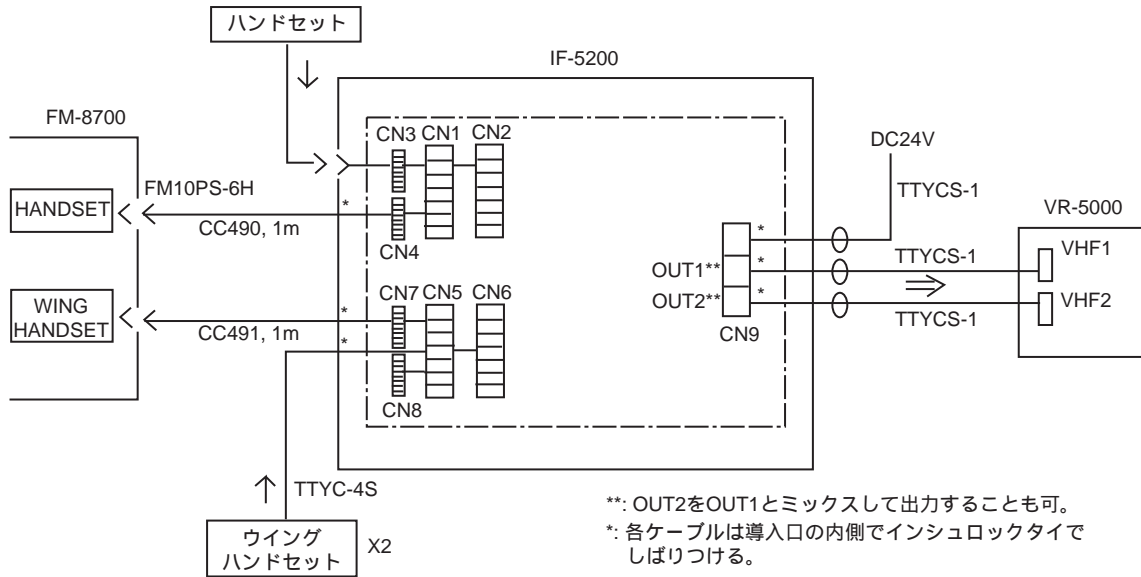 ハンドセット
IF-5200
FM-8700
CN3 CN1 CN2
DC24V
FM10PS-6H
TTYCS-1
VR-5000
HANDSET
*
CC490, 1m
CN4
*
VHF1
*
TTYCS-1
OUT1**
WING
HANDSET
CN7 CN5 CN6
*
OUT2**
*
VHF2
TTYCS-1
CC491, 1m
*
CN9
CN8
TTYC-4S
ウイング
ハンドセット
X2
**: OUT2をOUT1とミックスして出力することも可。
*: 各ケーブルは導入口の内側でインシュロックタイで
しばりつける。